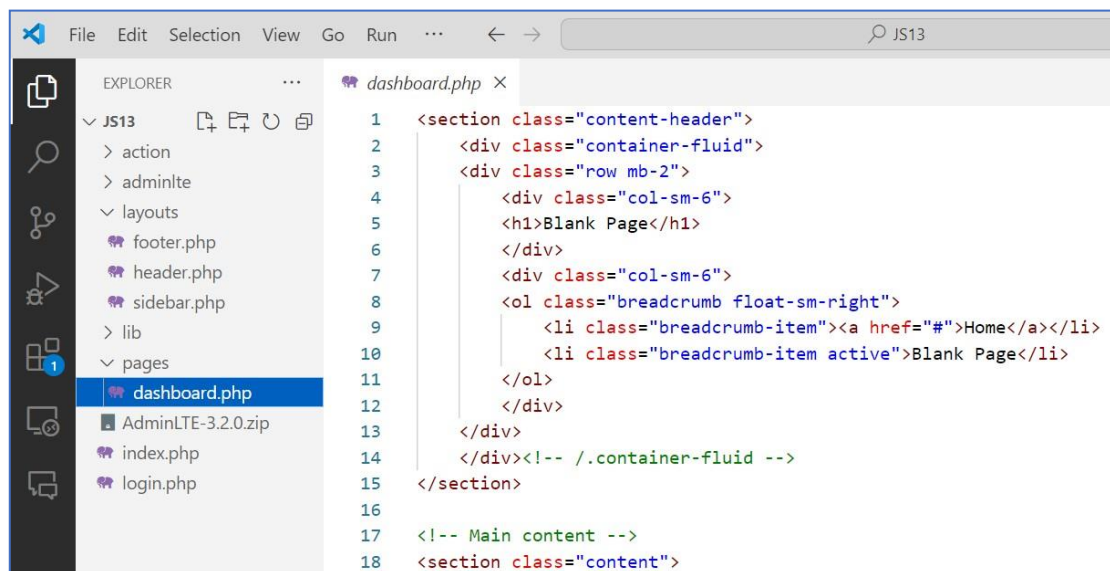 File Edit Selection View Go Run ··· JS13
EXPLORER ···
JS13
action
adminlte
layouts
footer.php
header.php
sidebar.php
lib
pages
dashboard.php
AdminLTE-3.2.0.zip
index.php
login.php
1
dashboard.php
1 <section class="content-header">
2 <div class="container-fluid">
3 <div class="row mb-2">
4 <div class="col-sm-6">
5 <h1>Blank Page</h1>
6 </div>
7 <div class="col-sm-6">
8 <ol class="breadcrumb float-sm-right">
9 <li class="breadcrumb-item"><a href="#">Home</a></li>
10 <li class="breadcrumb-item active">Blank Page</li>
11 </ol>
12 </div>
13 </div>
14 </div><!-- /.container-fluid -->
15 </section>
16
17 <!-- Main content -->
18 <section class="content">